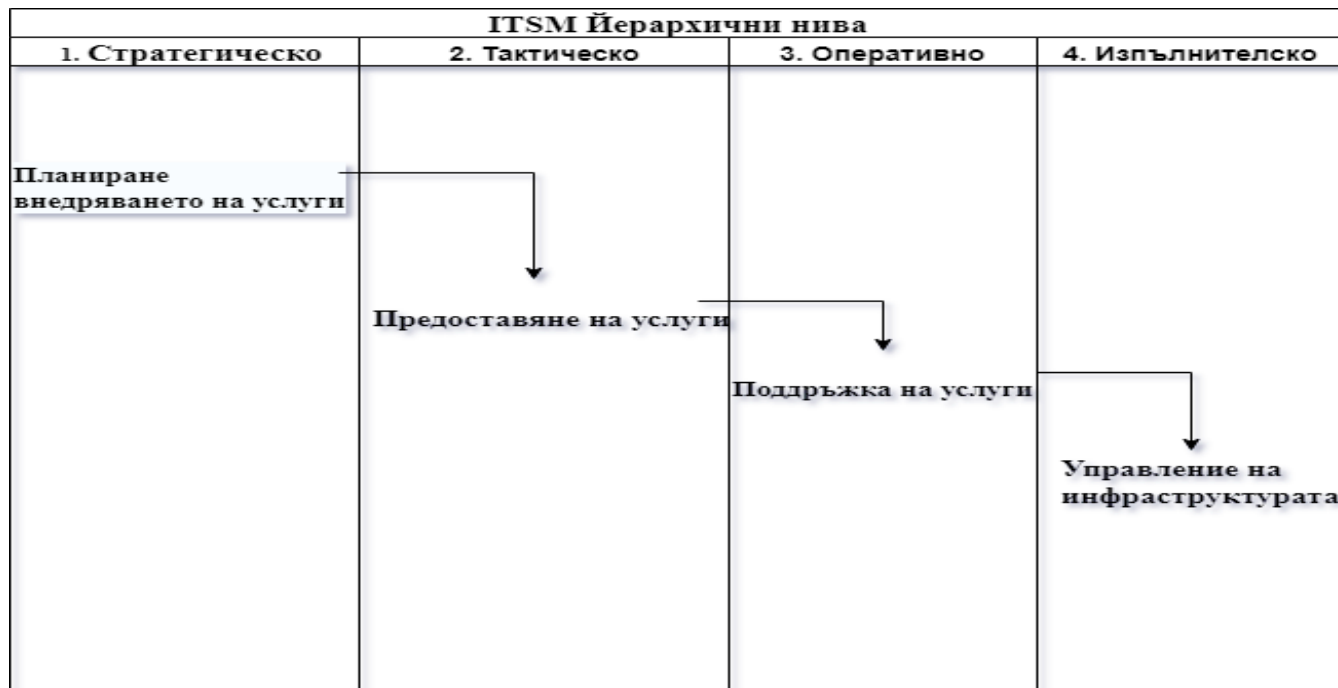 ITSM Йерархични нива
1. Стратегическо
2. Тактическо
3. Оперативно
4. Изпълнителско
Планиране
внедряването на услуги
Предоставяне на услуги
Поддръжка на услуги
Управление на
инфраструктурата